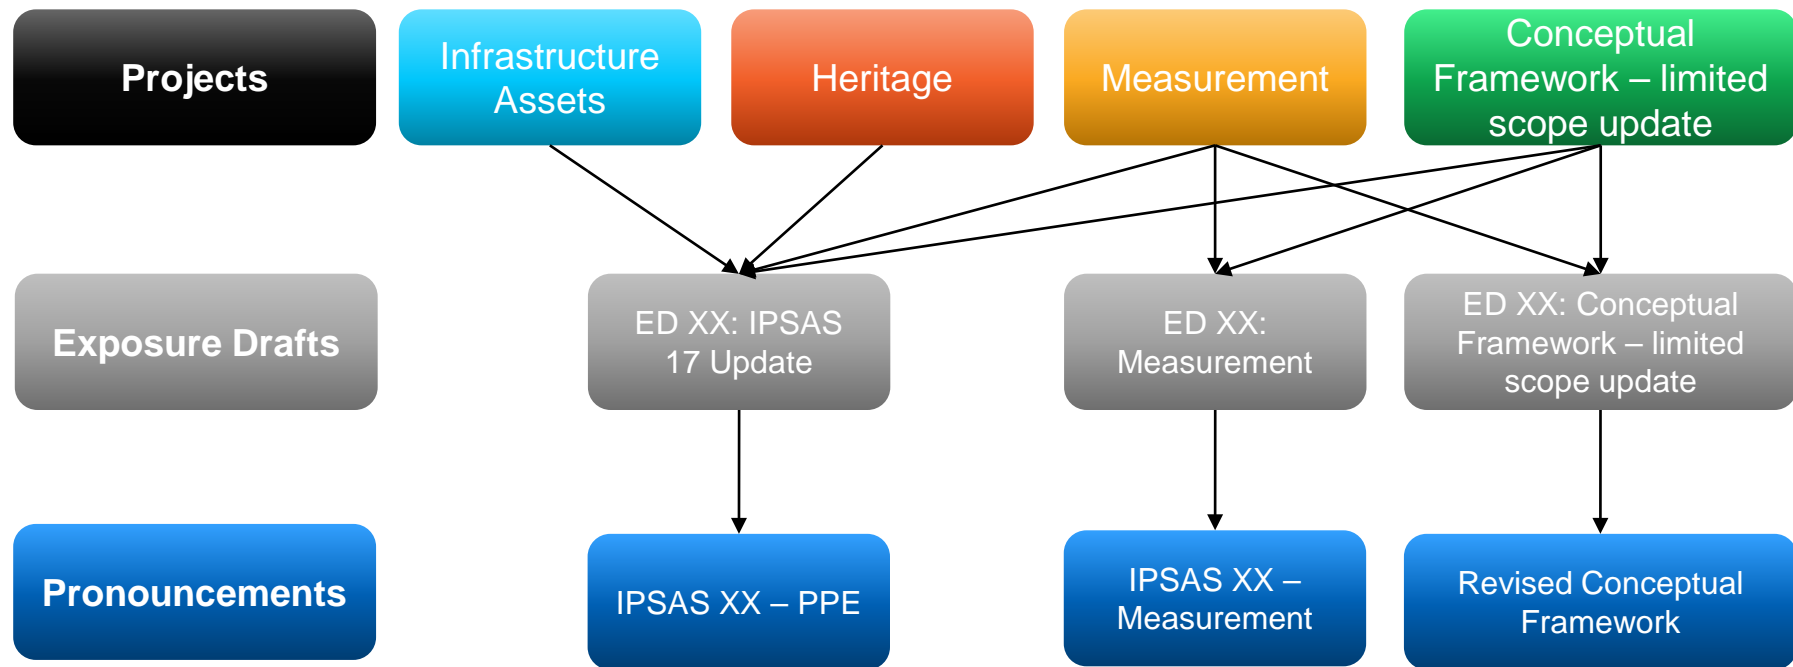 Projects
Infrastructure
Assets
Heritage
Measurement
Conceptual
Framework – limited
scope update
Exposure Drafts
ED XX: IPSAS
17 Update
ED XX:
Measurement
ED XX: Conceptual
Framework – limited
scope update
Pronouncements
IPSAS XX – PPE
IPSAS XX –
Measurement
Revised Conceptual
Framework